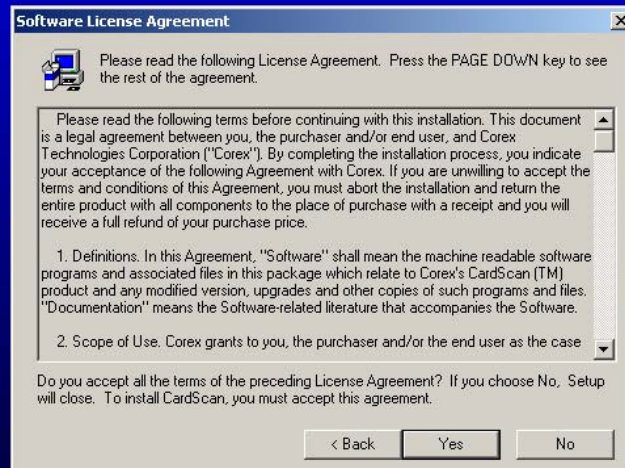 Software License Agreement
Please read the following License Agreement. Press the PAGE DOWN key to see
the rest of the agreement.
Please read the following terms before continuing with this installation. This document
is a legal agreement between you, the purchaser and/or end user, and Corex
Technologies Corporation ("Corex"). By completing the installation process, you indicate
your acceptance of the following Agreement with Corex. If you are unwilling to accept the
terms and conditions of this Agreement, you must abort the installation and return the
entire product with all components to the place of purchase with a receipt and you will
receive a full refund of your purchase price.
1. Definitions. In this Agreement, "Software" shall mean the machine readable software
programs and associated files in this package which relate to Corex's CardScan (TM)
product and any modified version, upgrades and other copies of such programs and files.
"Documentation" means the Software-related literature that accompanies the Software.
2. Scope of Use. Corex grants to you, the purchaser and/or the end user as the case
Do you accept all the terms of the preceding License Agreement? If you choose No, Setup
will close. To install CardScan, you must accept this agreement.
< Back Yes No